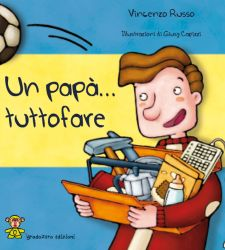 Vincenzo Russo
Illustrazioni di Giusy Capizzi
Un papà...
tuttofare
gradozero edizioni